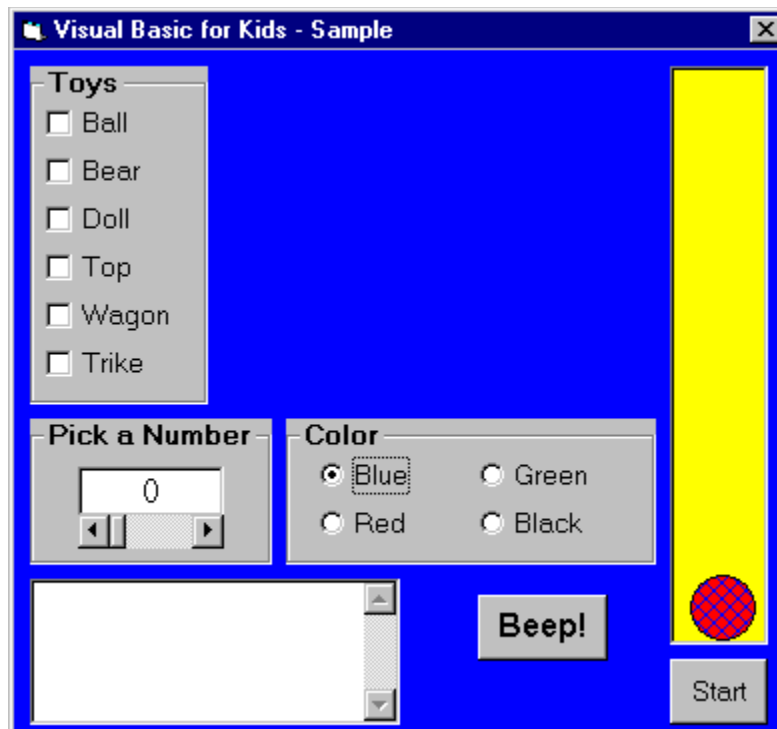 Visual Basic for Kids - Sample
Toys
Ball
Bear
Doll
Top
Wagon
Trike
Pick a Number
0
Color
Blue
Green
Red
Black
Beep!
Start